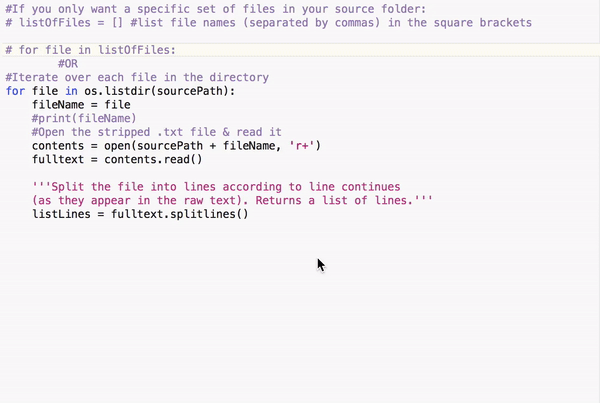 #If you only want a specific set of files in your source folder:
# listOfFiles = [] #list file names (separated by commas) in the square brackets
# for file in listOfFiles:
#OR
#Iterate over each file in the directory
for file in os.listdir(sourcePath):
fileName = file
#print(fileName)
#Open the stripped .txt file & read it
contents = open(sourcePath + fileName, 'r+')
fulltext = contents.read()
'''Split the file into lines according to line continues
(as they appear in the raw text). Returns a list of lines.'''
listLines = fulltext.splitlines()